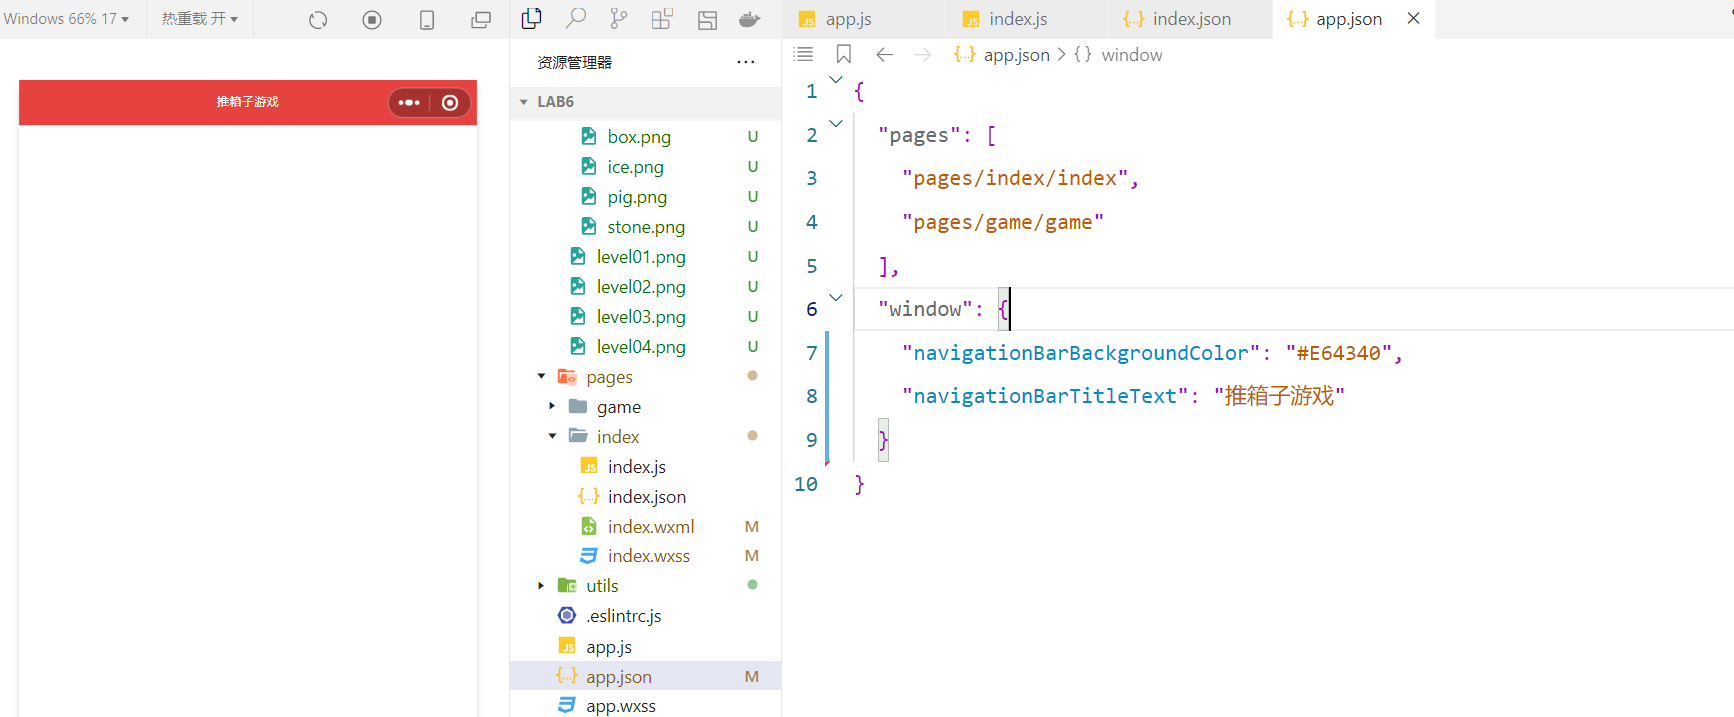 Windows 66% 17
热重载 开
推箱子游戏
资源管理器
LAB6
box.png U
ice.png U
pig.png U
stone.png U
level01.png U
level02.png U
level03.png U
level04.png U
pages
game
index
index.js
index.json
index.wxml M
index.wxss M
utils
.eslintrc.js
app.js
app.json M
app.wxss
app.js
index.js
index.json
app.json
app.json > {} window
1 {
2 "pages": [
3 "pages/index/index",
4 "pages/game/game"
5 ],
6 "window": {
7 "navigationBarBackgroundColor": "#E64340",
8 "navigationBarTitleText": "推箱子游戏"
9 }
10 }